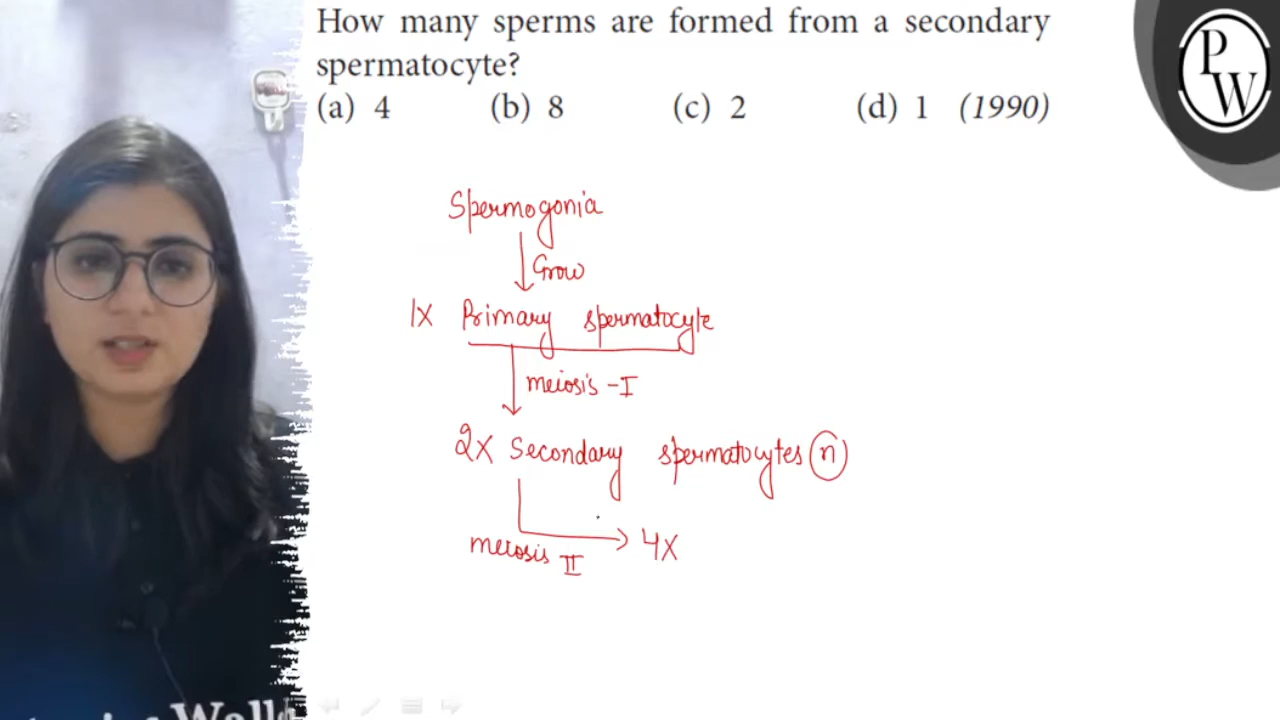 How many sperms are formed from a secondary
spermatocyte?
(a) 4 (b) 8 (c) 2 (d) 1 (1990)
PW
Spermogonia
Grow
1X Primary spermatocyte
meiosis -I
2X Secondary spermatocytes n
meiosis II 4X